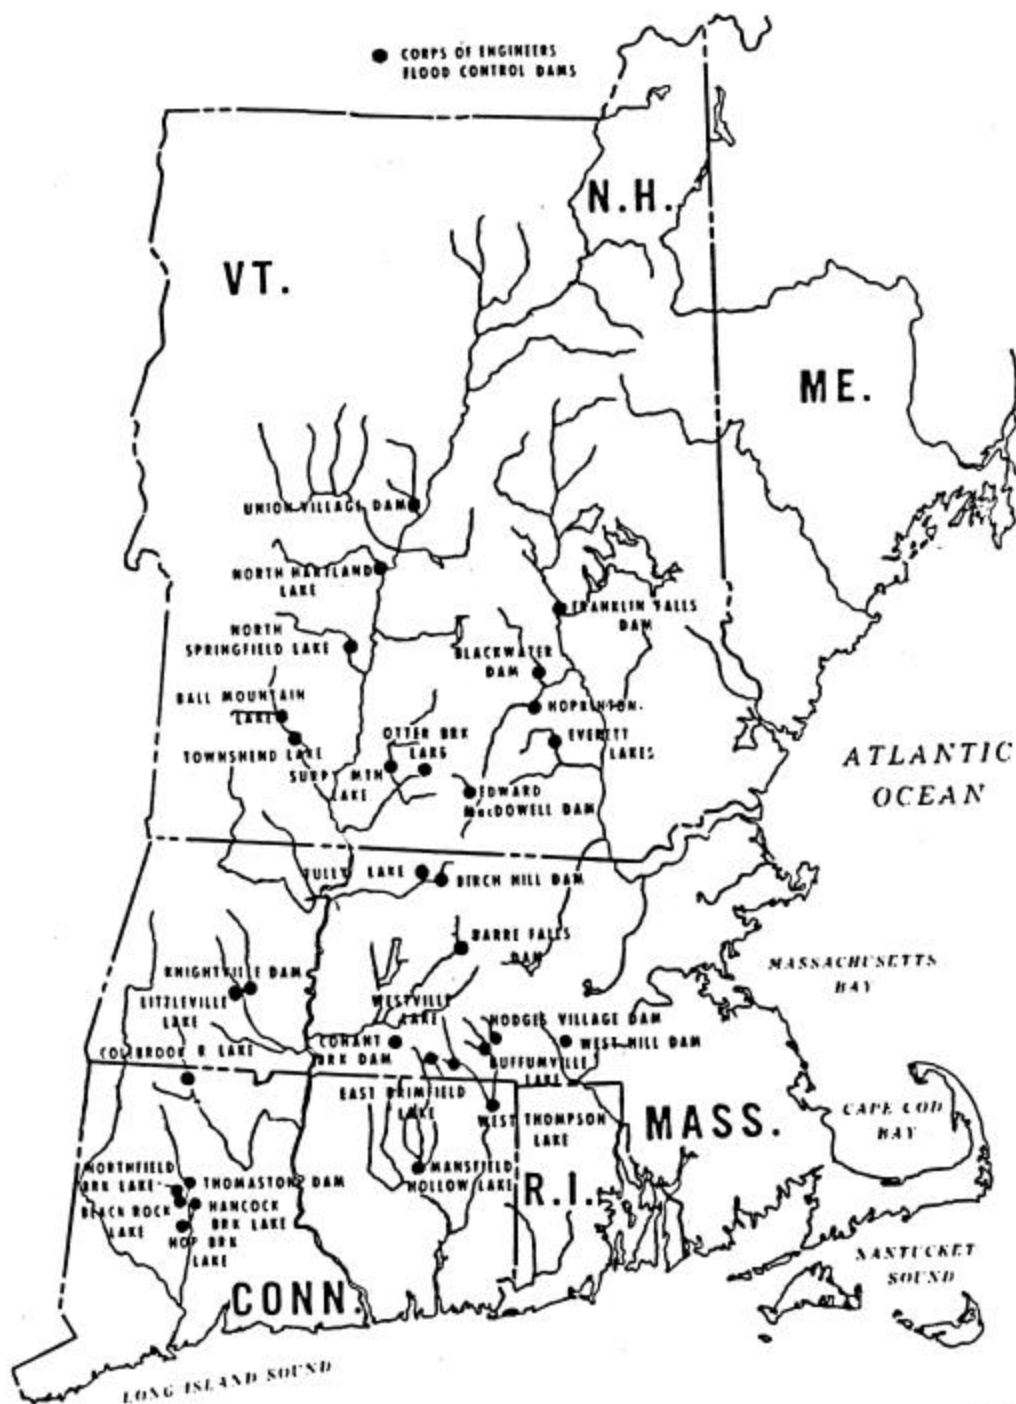 CORPS OF ENGINEERS
FLOOD CONTROL DAMS
N.H.
VT.
ME.
UNION VILLAGE DAM
NORTH HARTLAND
LAKE
FRANKLIN FALLS
DAM
NORTH
SPRINGFIELD LAKE
BLACKWATER
DAM
BALL MOUNTAIN
LAKE
HOPKINTON-
EVERETT
LAKES
OTTER BRK
LAKE
TOWNSHEND LAKE
SURRY MTN
LAKE
ATLANTIC
OCEAN
EDWARD
MacDOWELL DAM
TULLY LAKE
BIRCH HILL DAM
BARRE FALLS
DAM
MASSACHUSETTS
BAY
KNIGHTVILLE DAM
LITTLEVILLE
LAKE
WESTVILLE
LAKE
HODGES VILLAGE DAM
COLEBROOK R LAKE
CONANT
BRK DAM
WEST HILL DAM
BUFFUMVILLE
LAKE
EAST BRIMFIELD
LAKE
WEST THOMPSON
LAKE
MASS.
CAPE COD
BAY
NORTHFIELD
BRK LAKE
THOMASTON DAM
MANSFIELD
HOLLOW LAKE
R.I.
BLACK ROCK
LAKE
HANCOCK
BRK LAKE
HOP BRK
LAKE
NANTUCKET
SOUND
CONN.
LONG ISLAND SOUND